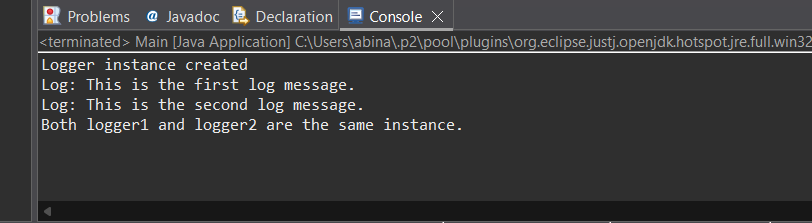 Problems @ Javadoc Declaration Console
<terminated> Main [Java Application] C:\Users\abina\.p2\pool\plugins\org.eclipse.justj.openjdk.hotspot.jre.full.win32
Logger instance created
Log: This is the first log message.
Log: This is the second log message.
Both logger1 and logger2 are the same instance.